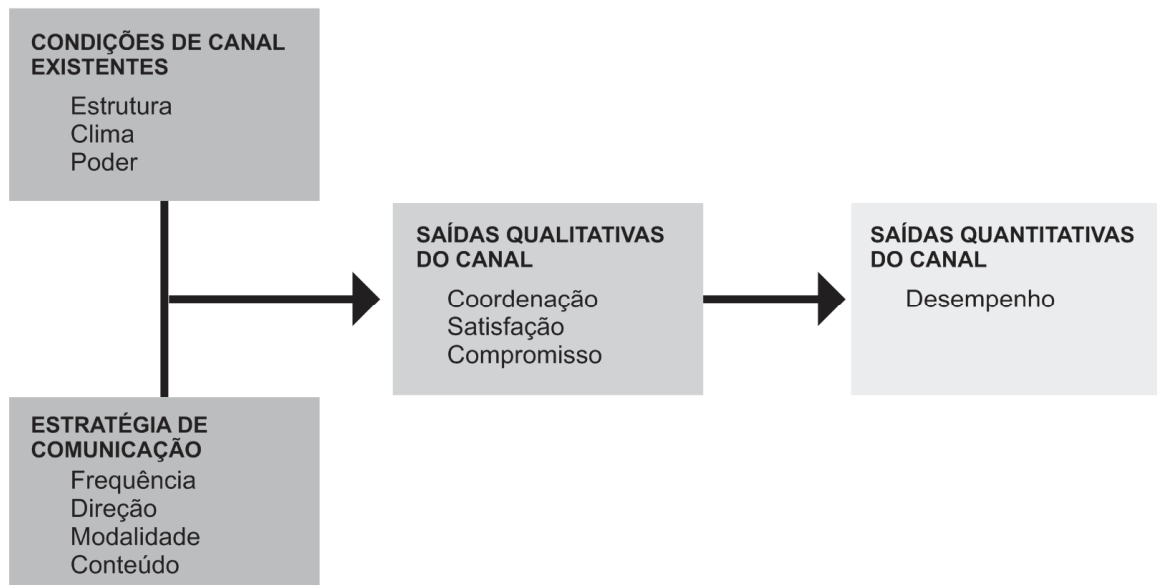 CONDIÇÕES DE CANAL
EXISTENTES
Estrutura
Clima
Poder
SAÍDAS QUALITATIVAS
DO CANAL
Coordenação
Satisfação
Compromisso
SAÍDAS QUANTITATIVAS
DO CANAL
Desempenho
ESTRATÉGIA DE
COMUNICAÇÃO
Frequência
Direção
Modalidade
Conteúdo